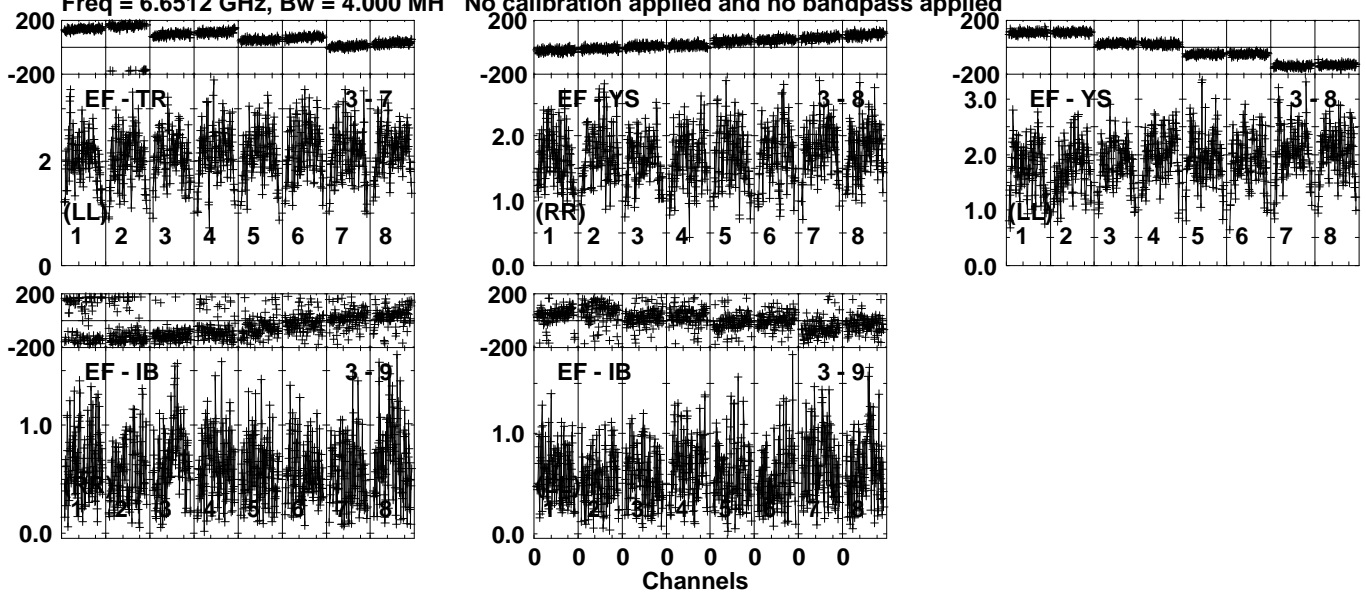 Freq = 6.6512 GHz, Bw = 4.000 MH No calibration applied and no bandpass applied
200
-200
EF - TR 3 - 7
2
(LL)
1 2 3 4 5 6 7 8
0
200
-200
EF - YS 3 - 8
2.0
1.0
(RR)
1 2 3 4 5 6 7 8
0.0
200
-200
3.0
EF - YS 3 - 8
2.0
1.0
(LL)
1 2 3 4 5 6 7 8
0.0
200
-200
EF - IB 3 - 9
1.0
1 2 3 4 5 6 7 8
0.0
200
-200
EF - IB 3 - 9
1.0
1 2 3 4 5 6 7 8
0.0
0 0 0 0 0 0 0 0
Channels